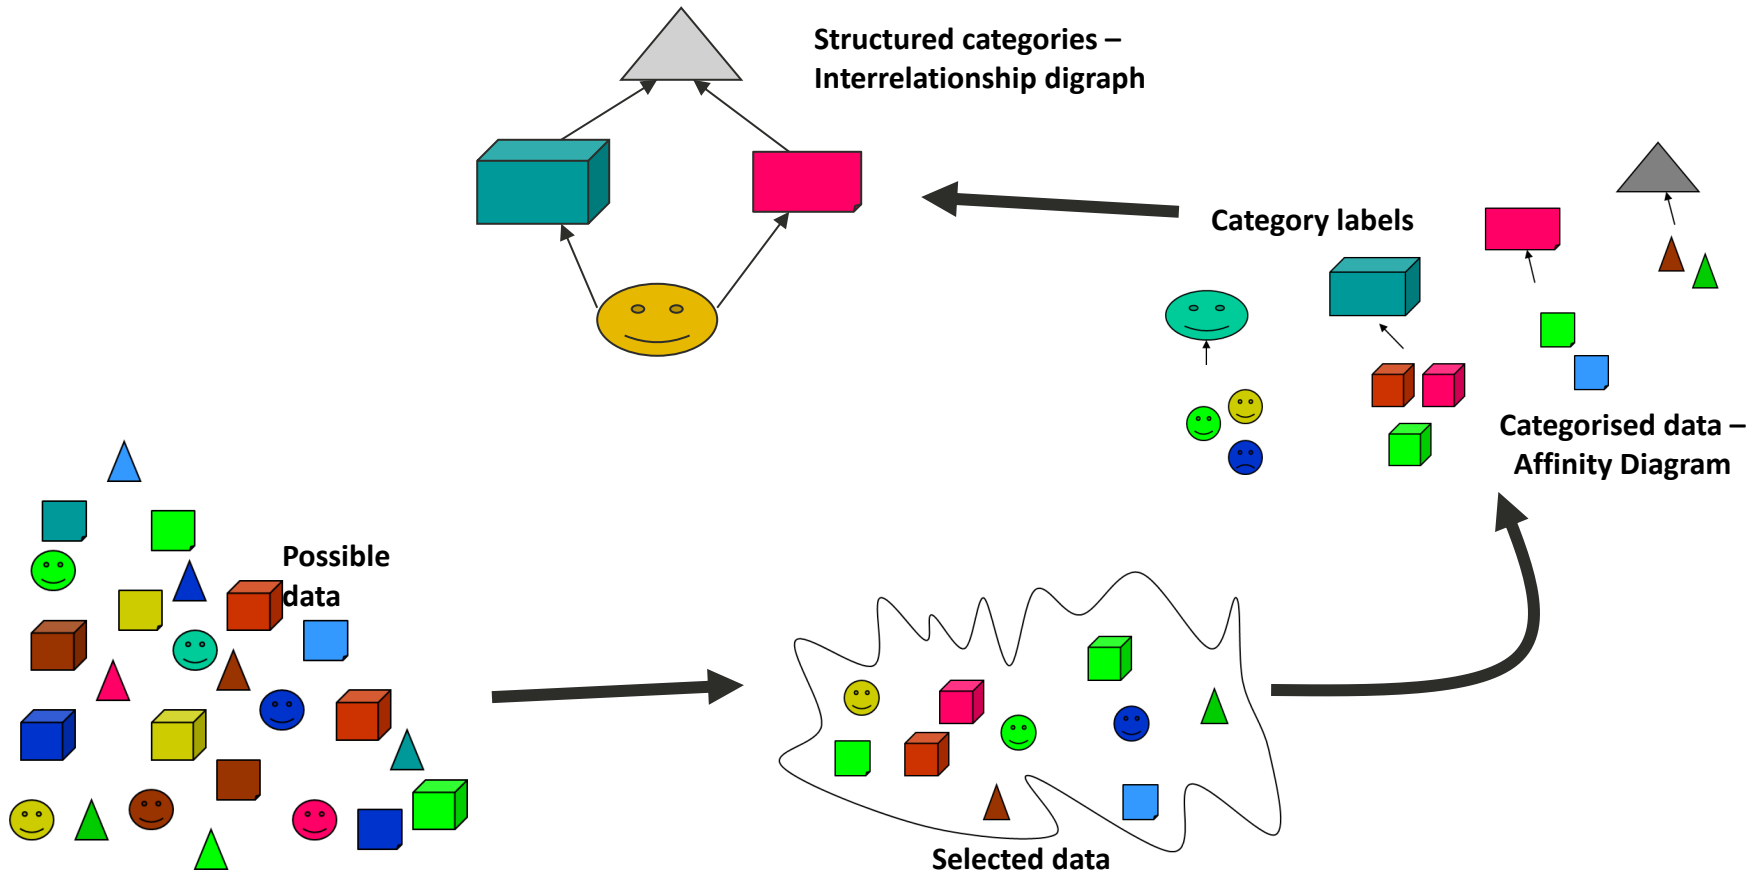 Structured categories –
Interrelationship digraph
Category labels
Categorised data –
Affinity Diagram
Possible
data
Selected data